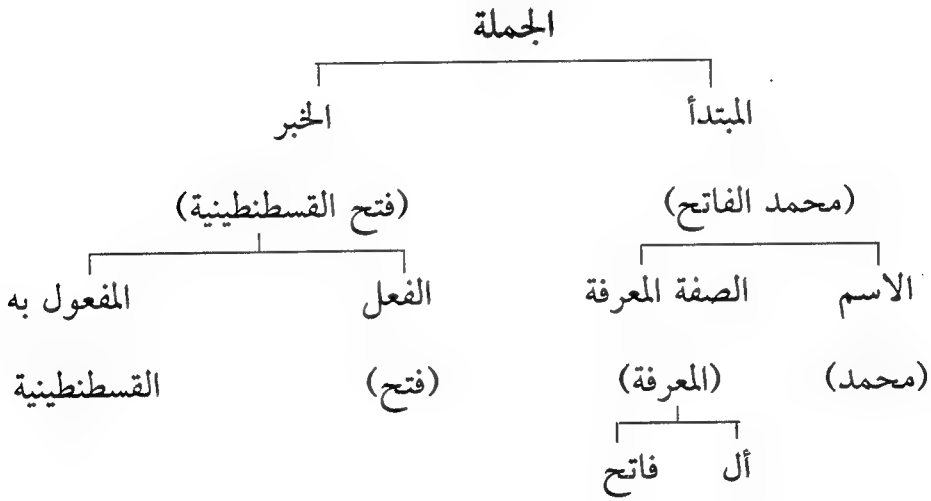 الجملة
المبتدأ الخبر
(محمد الفاتح) (فتح القسطنطينية)
الاسم الصفة المعرفة الفعل المفعول به
(محمد) (المعرفة) (فتح) القسطنطينية
أل فاتح